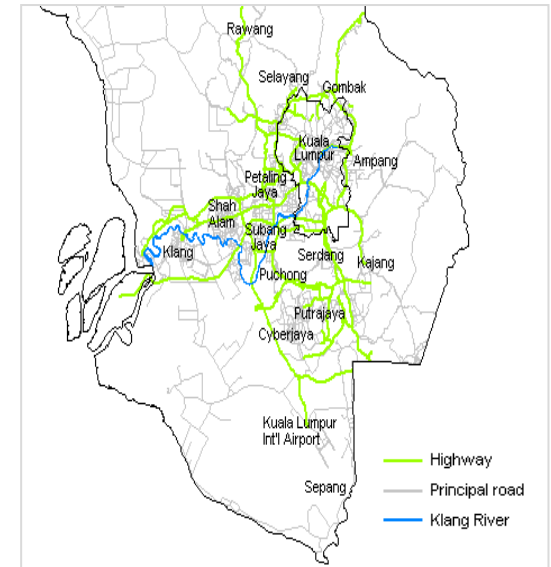 Rawang
Selayang
Gombak
Kuala
Lumpur
Ampang
Petaling
Jaya
Shah
Alam
Subang
Jaya
Klang
Serdang
Kajang
Puchong
Putrajaya
Cyberjaya
Kuala Lumpur
Int'l Airport
Sepang
Highway
Principal road
Klang River